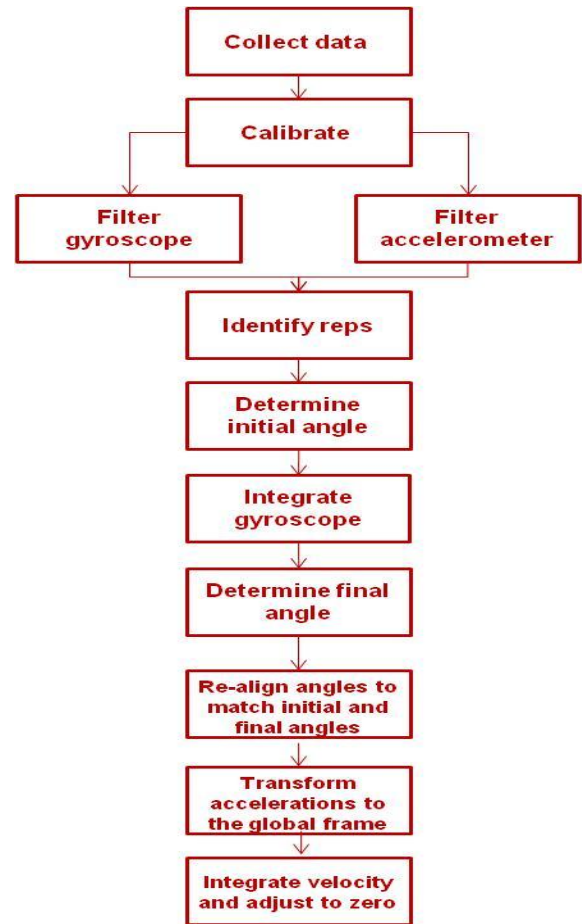 Collect data
Calibrate
Filter
gyroscope
Filter
accelerometer
Identify reps
Determine
initial angle
Integrate
gyroscope
Determine final
angle
Re-align angles to
match initial and
final angles
Transform
accelerations to
the global frame
Integrate velocity
and adjust to zero